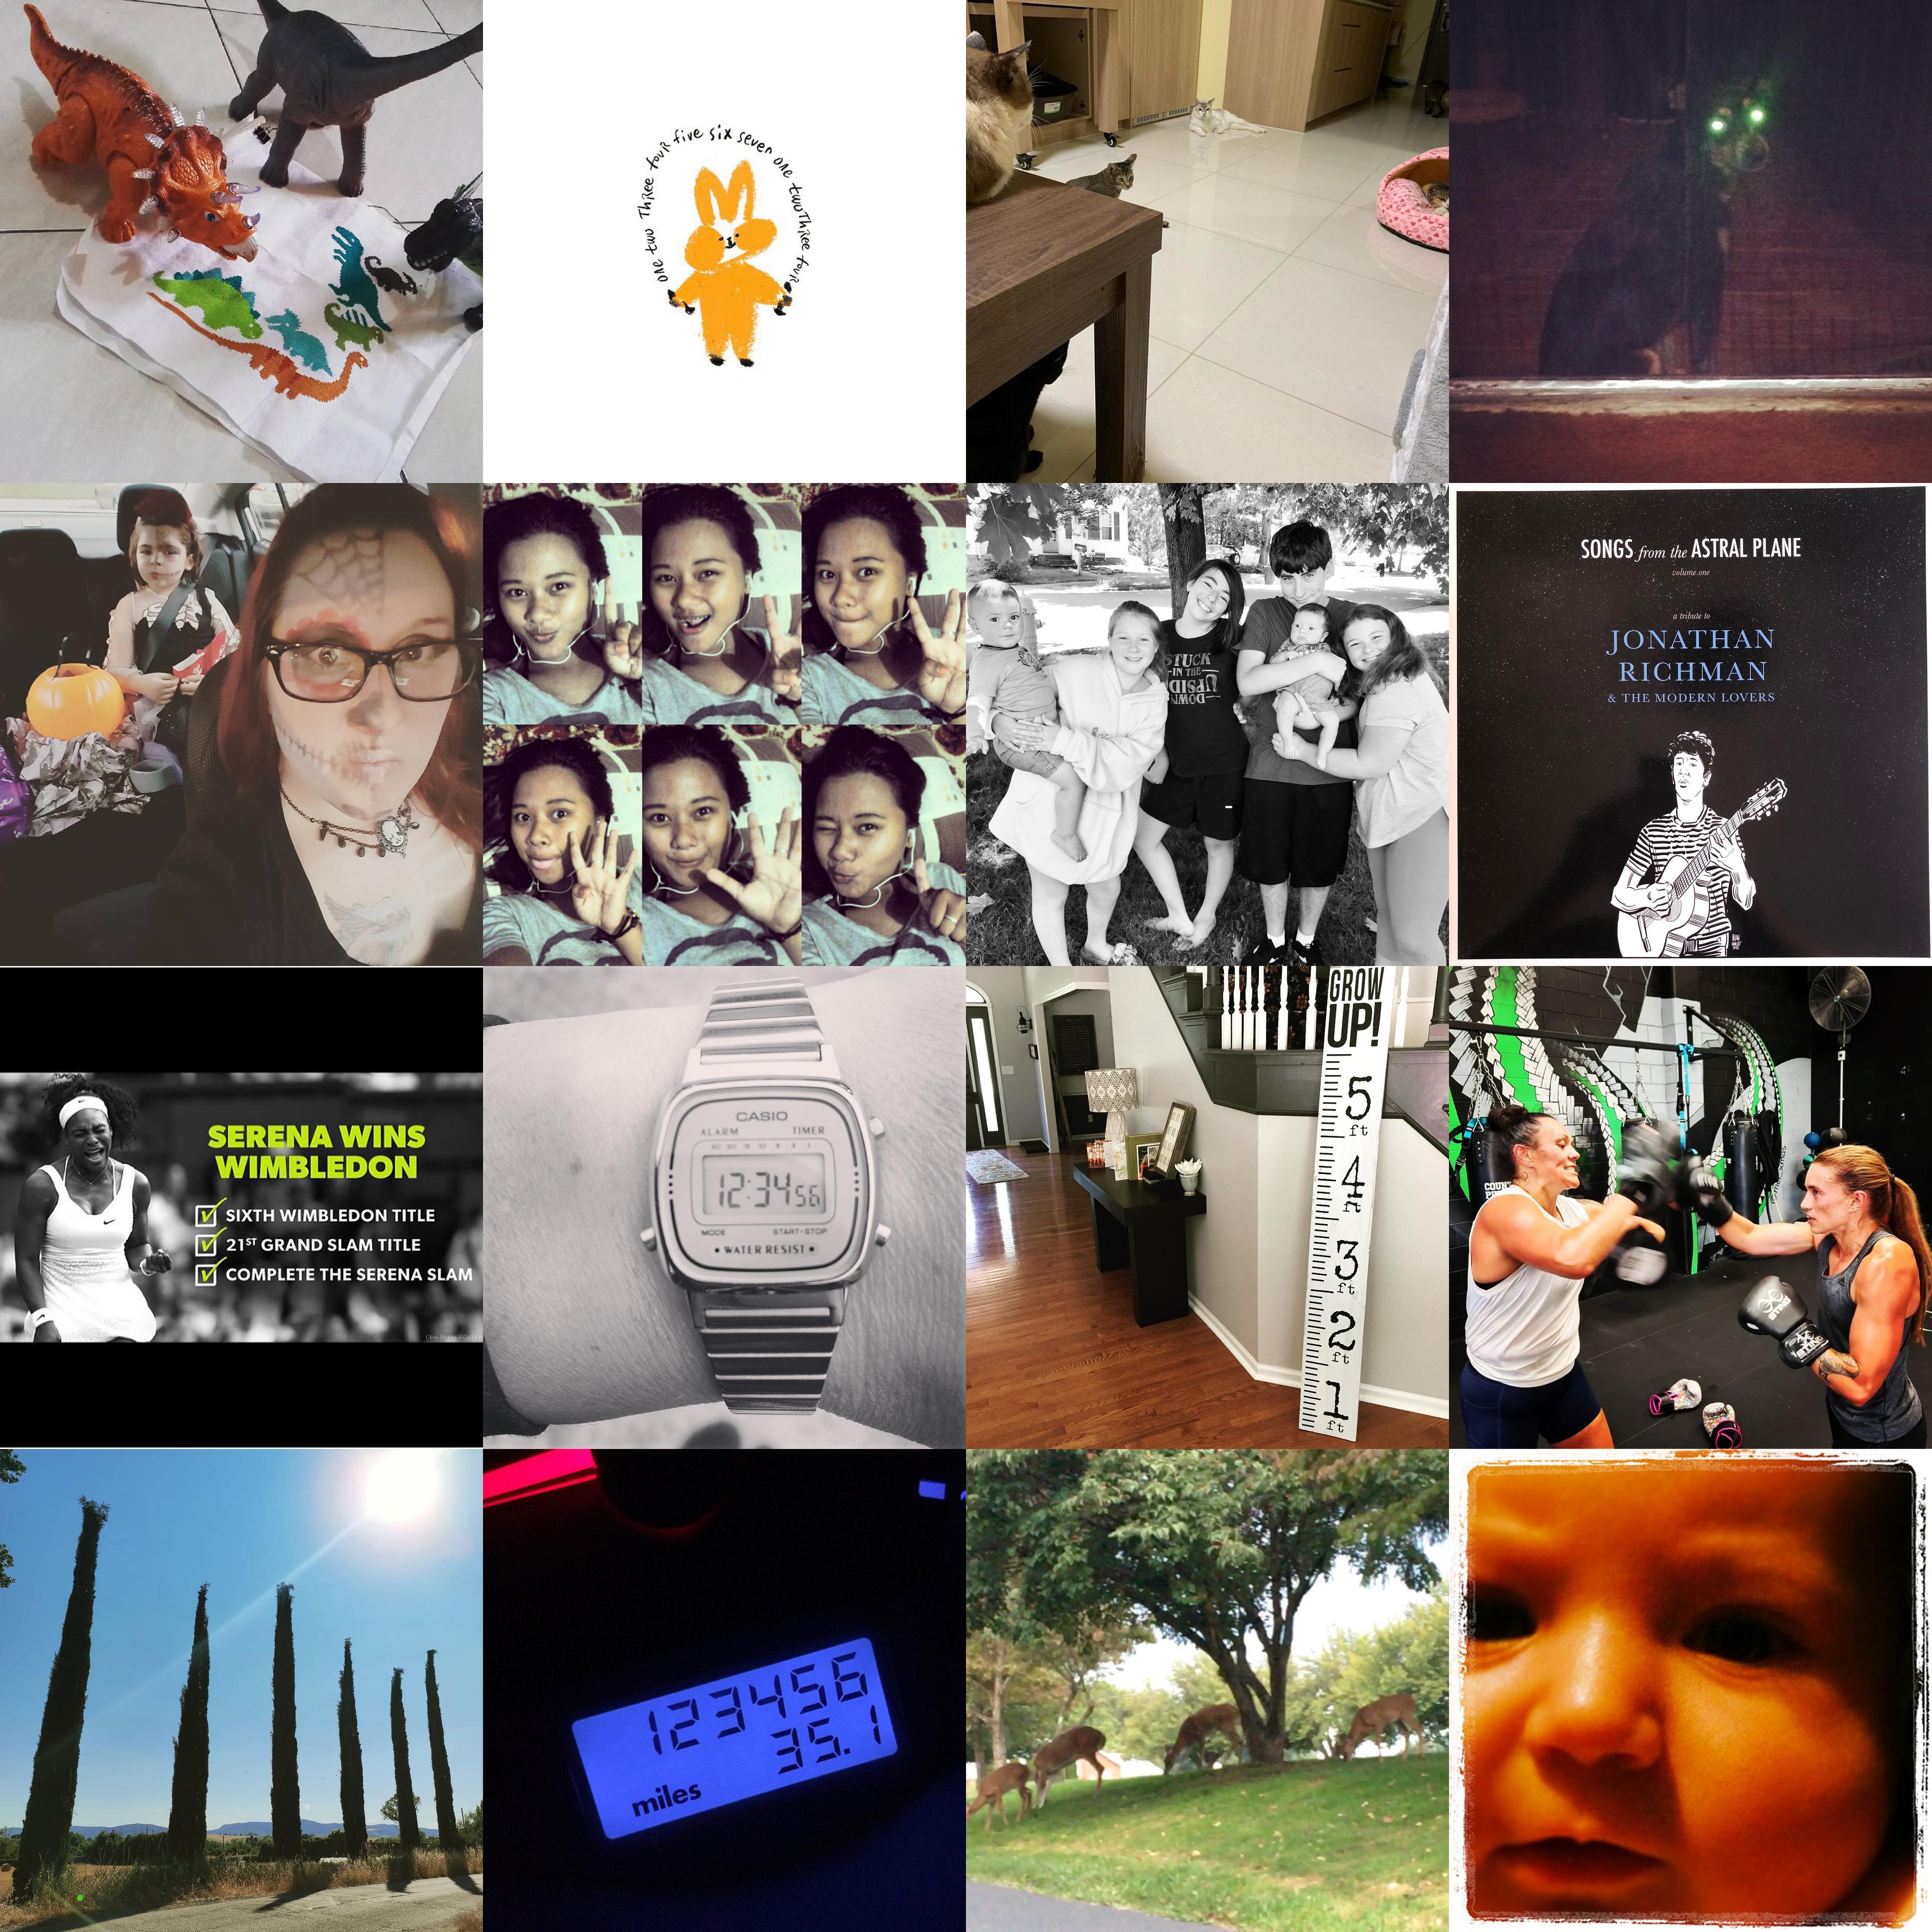 one two three four five six seven one two three four
SONGS from the ASTRAL PLANE
volume one
a tribute to
JONATHAN
RICHMAN
& THE MODERN LOVERS
STUCK
IN THE
UPSIDE
DOWN
SERENA WINS
WIMBLEDON
SIXTH WIMBLEDON TITLE
21ST GRAND SLAM TITLE
COMPLETE THE SERENA SLAM
CASIO
ALARM TIMER
12:34 56
MODE START-STOP
WATER RESIST
GROW
UP!
5
ft
4
ft
3
ft
2
ft
1
ft
123456
35.1
miles